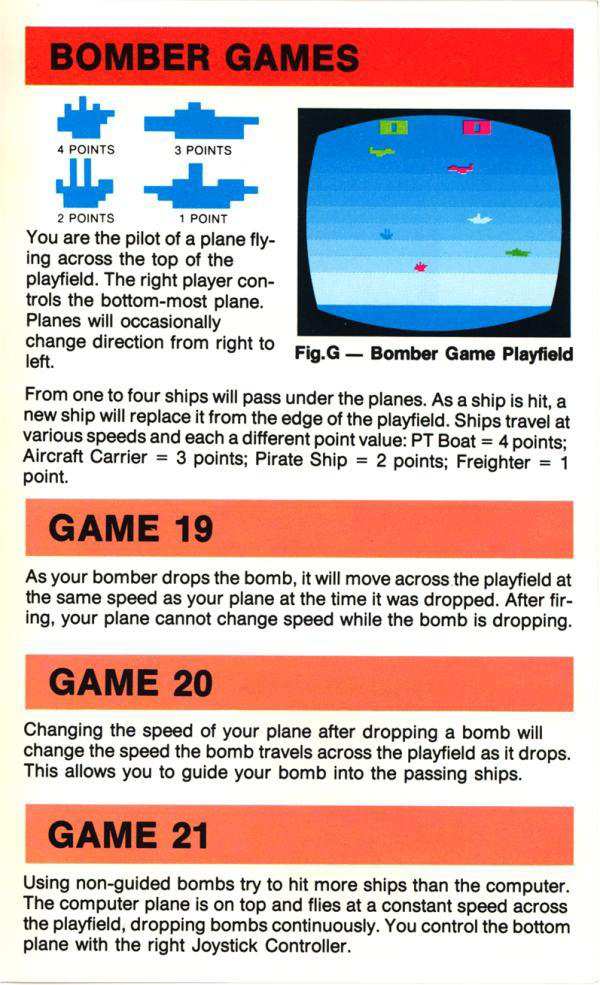 BOMBER GAMES
4 POINTS
3 POINTS
2 POINTS
1 POINT
You are the pilot of a plane fly-
ing across the top of the
playfield. The right player con-
trols the bottom-most plane.
Planes will occasionally
change direction from right to
left.
Fig.G — Bomber Game Playfield
From one to four ships will pass under the planes. As a ship is hit, a
new ship will replace it from the edge of the playfield. Ships travel at
various speeds and each a different point value: PT Boat = 4 points;
Aircraft Carrier = 3 points; Pirate Ship = 2 points; Freighter = 1
point.
GAME 19
As your bomber drops the bomb, it will move across the playfield at
the same speed as your plane at the time it was dropped. After fir-
ing, your plane cannot change speed while the bomb is dropping.
GAME 20
Changing the speed of your plane after dropping a bomb will
change the speed the bomb travels across the playfield as it drops.
This allows you to guide your bomb into the passing ships.
GAME 21
Using non-guided bombs try to hit more ships than the computer.
The computer plane is on top and flies at a constant speed across
the playfield, dropping bombs continuously. You control the bottom
plane with the right Joystick Controller.